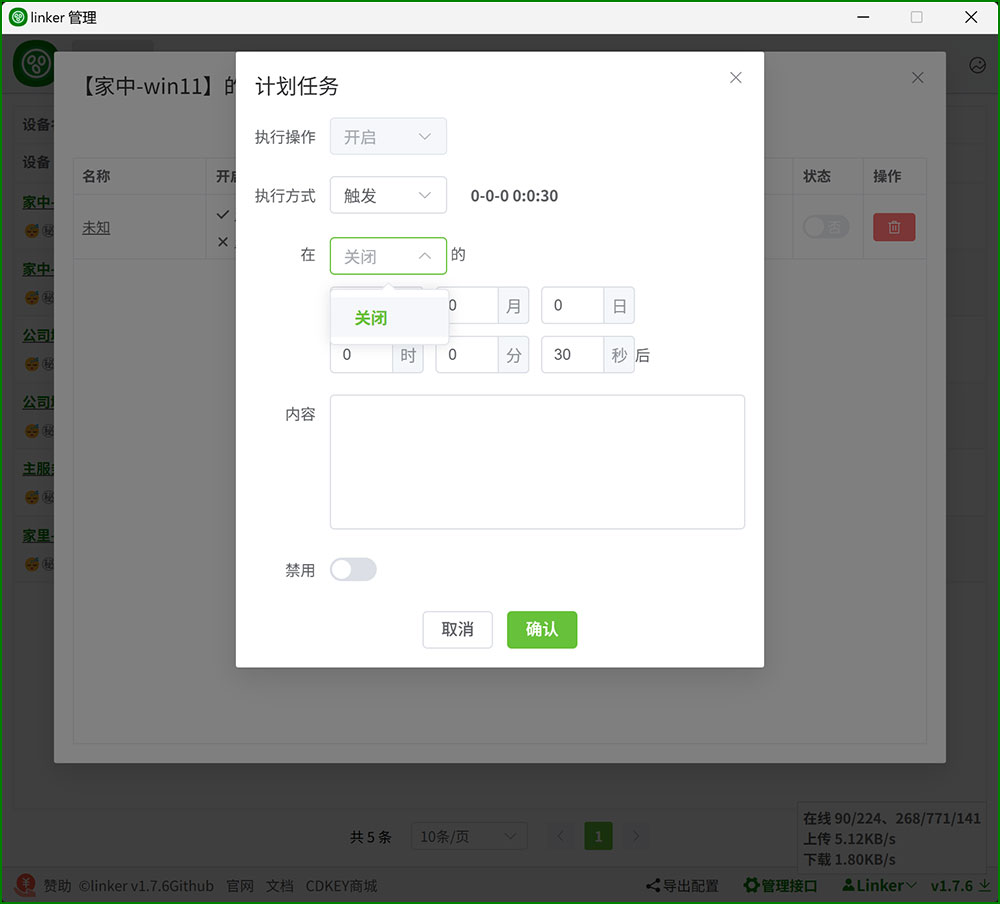 linker 管理
【家中-win11】的
计划任务
设备名
设备
执行操作
开启
名称
开启
状态
操作
执行方式
触发
0-0-0 0:0:30
家中-
未知
否
在
关闭
的
家中-
关闭
0
月
0
日
公司
0
时
0
分
30
秒
后
公司
内容
主服
家里-
禁用
取消
确认
共 5 条
10条/页
1
在线 90/224、268/771/141
上传 5.12KB/s
下载 1.80KB/s
赞助
©linker v1.7.6
Github
官网
文档
CDKEY商城
导出配置
管理接口
Linker
v1.7.6